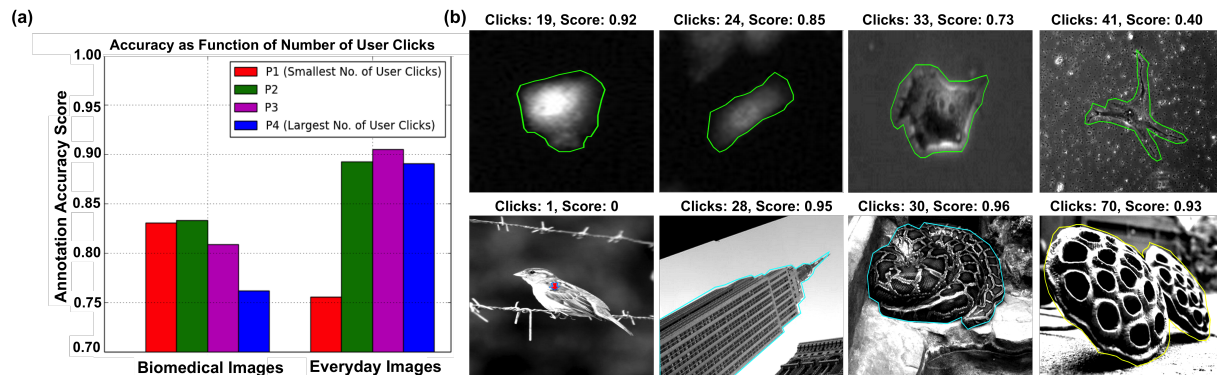 (a)
Accuracy as Function of Number of User Clicks
Annotation Accuracy Score
1.00
0.95
0.90
0.85
0.80
0.75
0.70
P1 (Smallest No. of User Clicks)
P2
P3
P4 (Largest No. of User Clicks)
Biomedical Images
Everyday Images
(b)
Clicks: 19, Score: 0.92
Clicks: 24, Score: 0.85
Clicks: 33, Score: 0.73
Clicks: 41, Score: 0.40
Clicks: 1, Score: 0
Clicks: 28, Score: 0.95
Clicks: 30, Score: 0.96
Clicks: 70, Score: 0.93